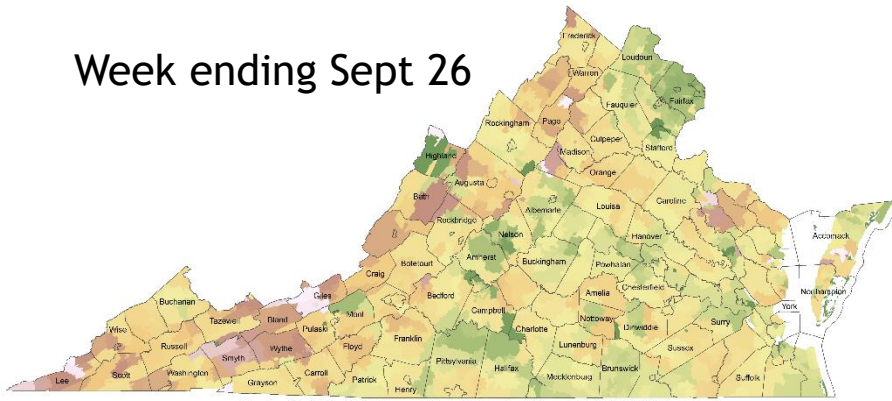 Week ending Sept 26
Frederick
Loudoun
Warren
Fauquier
Fairfax
Rockingham
Page
Culpeper
Stafford
Highland
Madison
Augusta
Orange
Bath
Rockbridge
Albemarle
Louisa
Caroline
Nelson
Hanover
Accomack
Craig
Botetourt
Amherst
Buckingham
Powhatan
Chesterfield
Northampton
Giles
Bedford
Amelia
York
Buchanan
Tazewe
Bland
Mont
Campbell
Nottoway
Dinwiddie
Surry
Wise
Russell
Pulaski
Charlotte
Smyth
Wythe
Floyd
Franklin
Lunenburg
Sussex
Lee
Scott
Washington
Carroll
Pittsylvania
Halifax
Brunswick
Grayson
Patrick
Henry
Mecklenburg
Suffolk